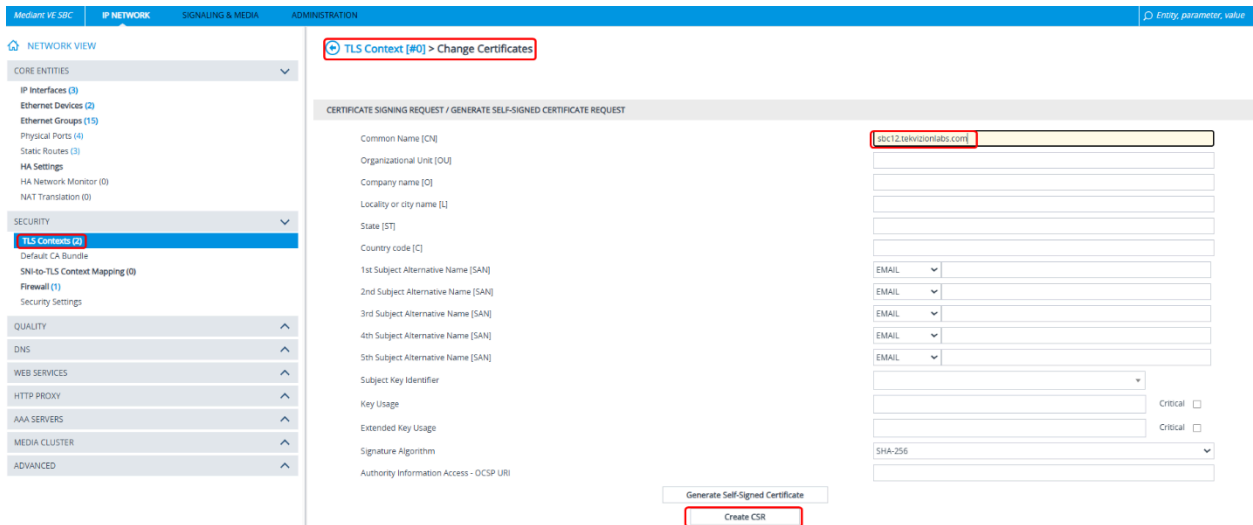 Mediant VE SBC IP NETWORK SIGNALING & MEDIA ADMINISTRATION Entity, parameter, value
NETWORK VIEW
CORE ENTITIES
IP Interfaces (3)
Ethernet Devices (2)
Ethernet Groups (15)
Physical Ports (4)
Static Routes (3)
HA Settings
HA Network Monitor (0)
NAT Translation (0)
SECURITY
TLS Contexts (2)
Default CA Bundle
SNI-to-TLS Context Mapping (0)
Firewall (1)
Security Settings
QUALITY
DNS
WEB SERVICES
HTTP PROXY
AAA SERVERS
MEDIA CLUSTER
ADVANCED
TLS Context [#0] > Change Certificates
CERTIFICATE SIGNING REQUEST / GENERATE SELF-SIGNED CERTIFICATE REQUEST
Common Name [CN] sbc12.tekvizionlabs.com
Organizational Unit [OU]
Company name [O]
Locality or city name [L]
State [ST]
Country code [C]
1st Subject Alternative Name [SAN] EMAIL
2nd Subject Alternative Name [SAN] EMAIL
3rd Subject Alternative Name [SAN] EMAIL
4th Subject Alternative Name [SAN] EMAIL
5th Subject Alternative Name [SAN] EMAIL
Subject Key Identifier
Key Usage Critical
Extended Key Usage Critical
Signature Algorithm SHA-256
Authority Information Access - OCSP URI
Generate Self-Signed Certificate
Create CSR